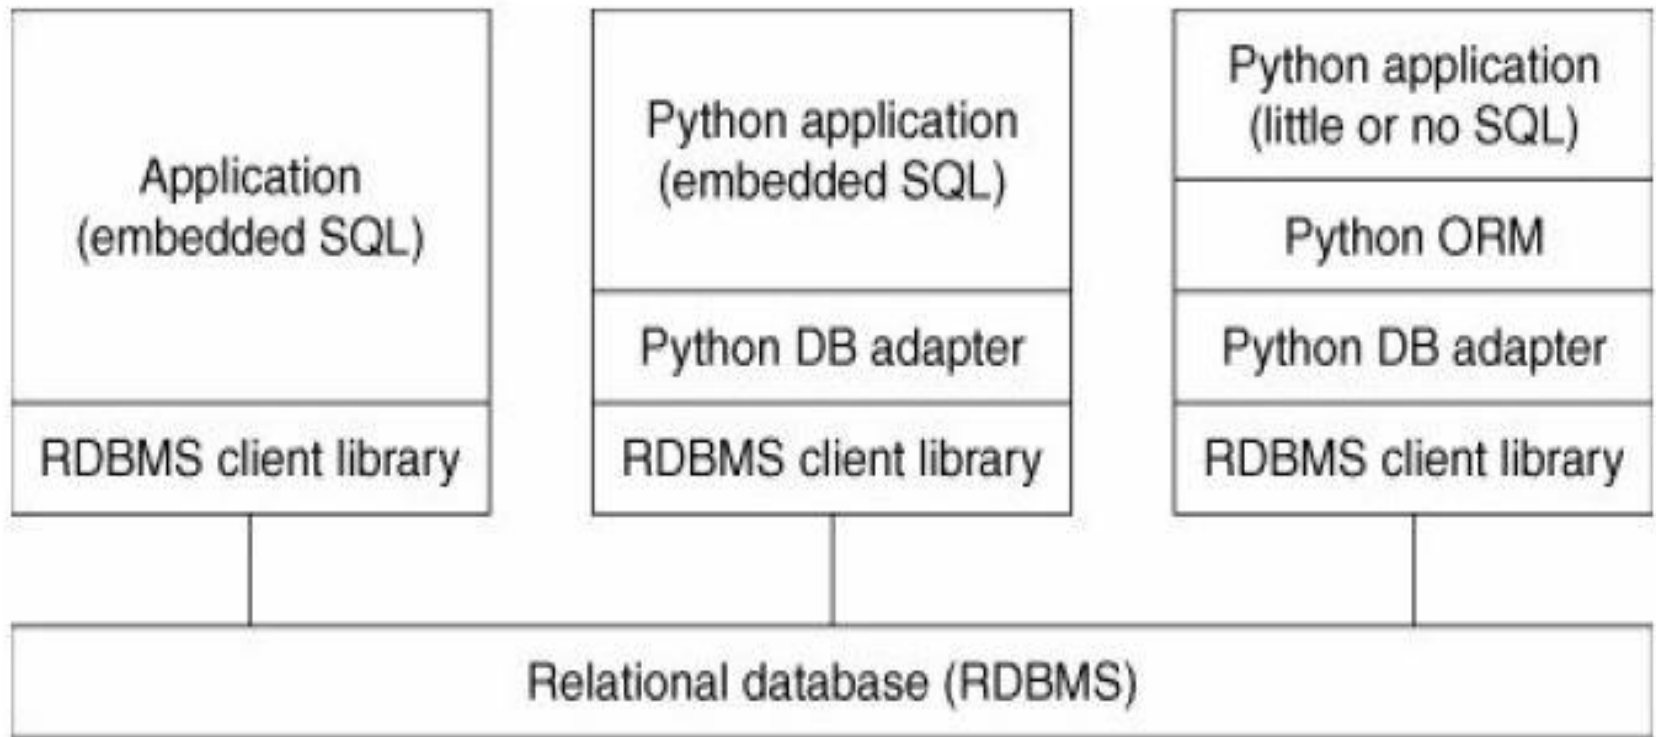 Application
(embedded SQL)
RDBMS client library
Python application
(embedded SQL)
Python DB adapter
RDBMS client library
Python application
(little or no SQL)
Python ORM
Python DB adapter
RDBMS client library
Relational database (RDBMS)